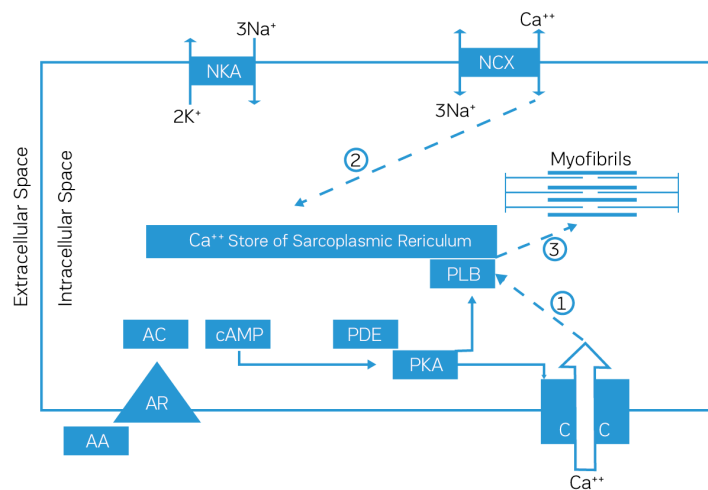 3Na⁺
Ca⁺⁺
NKA
NCX
2K⁺
3Na⁺
②
Myofibrils
Extracellular Space
Intracellular Space
Ca⁺⁺ Store of Sarcoplasmic Rericulum
③
PLB
①
AC
cAMP
PDE
PKA
AR
AA
C C
Ca⁺⁺